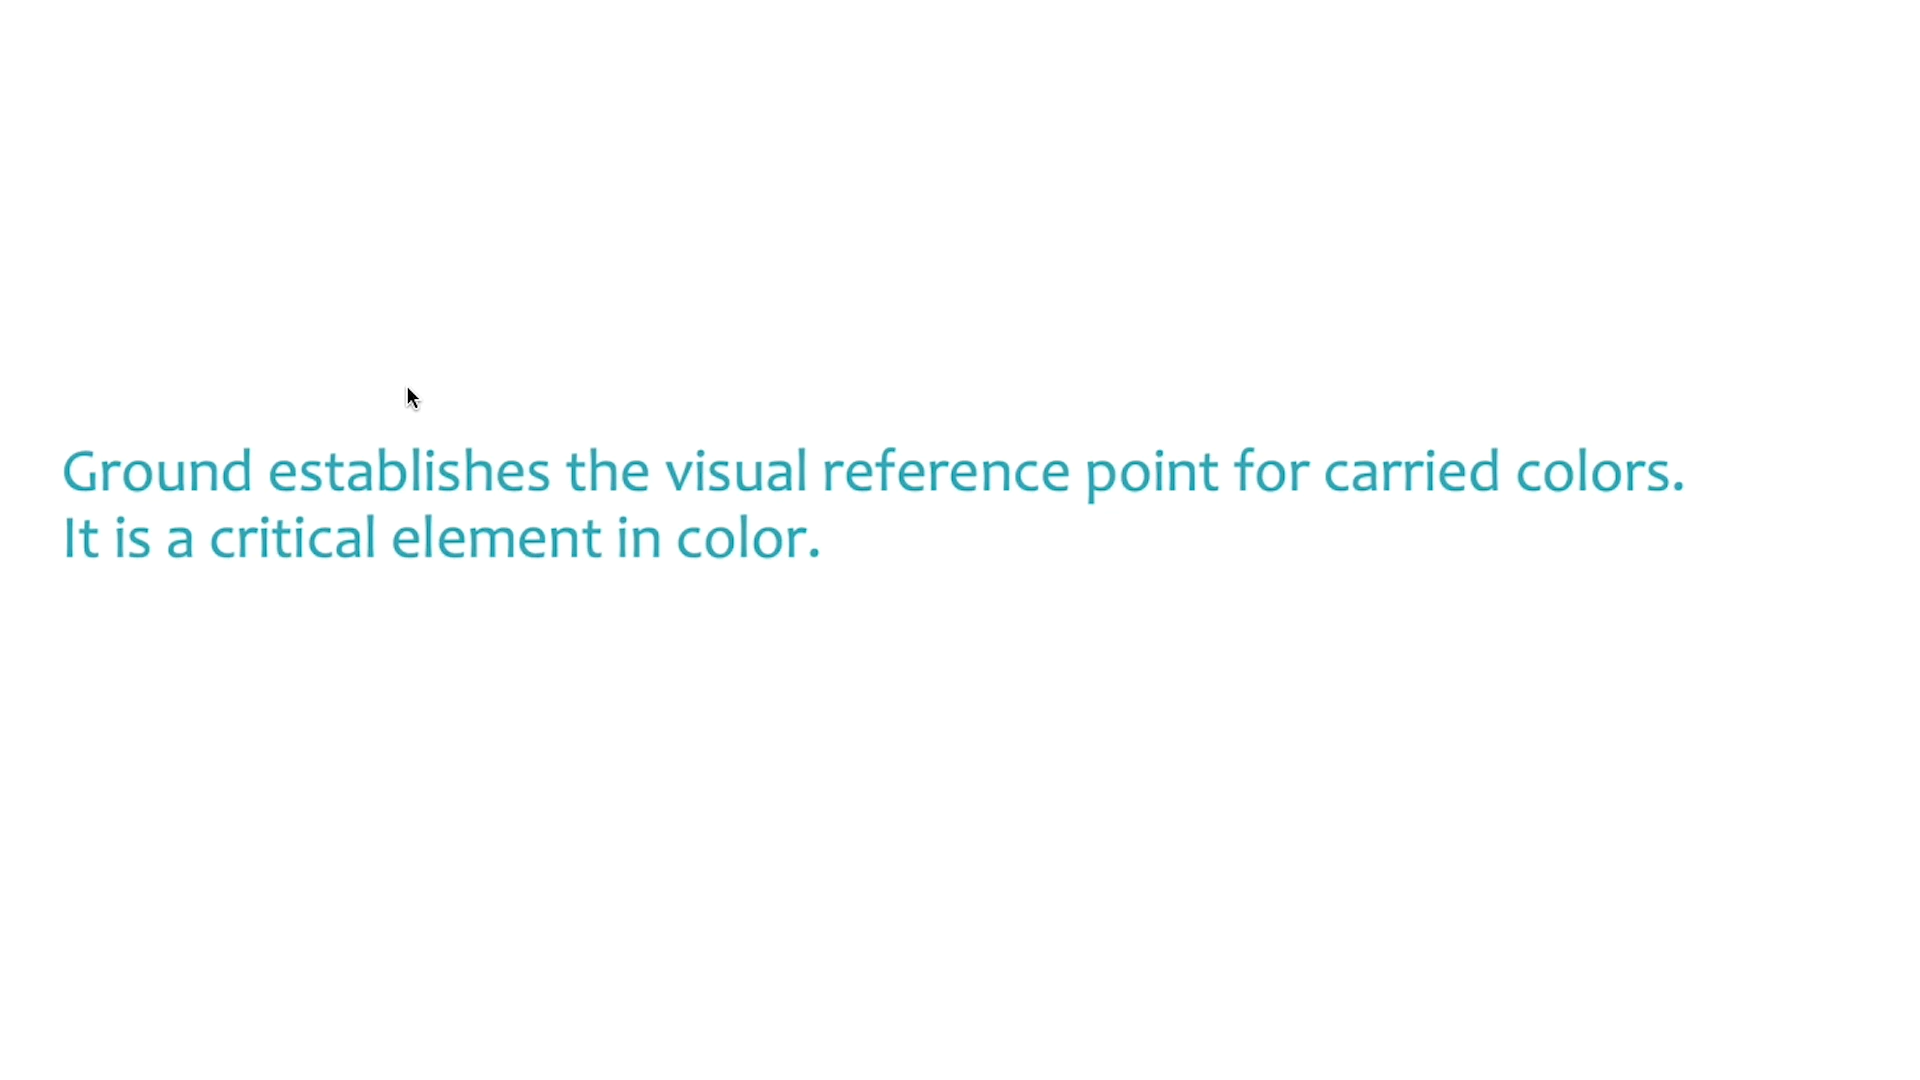 Ground establishes the visual reference point for carried colors.
It is a critical element in color.